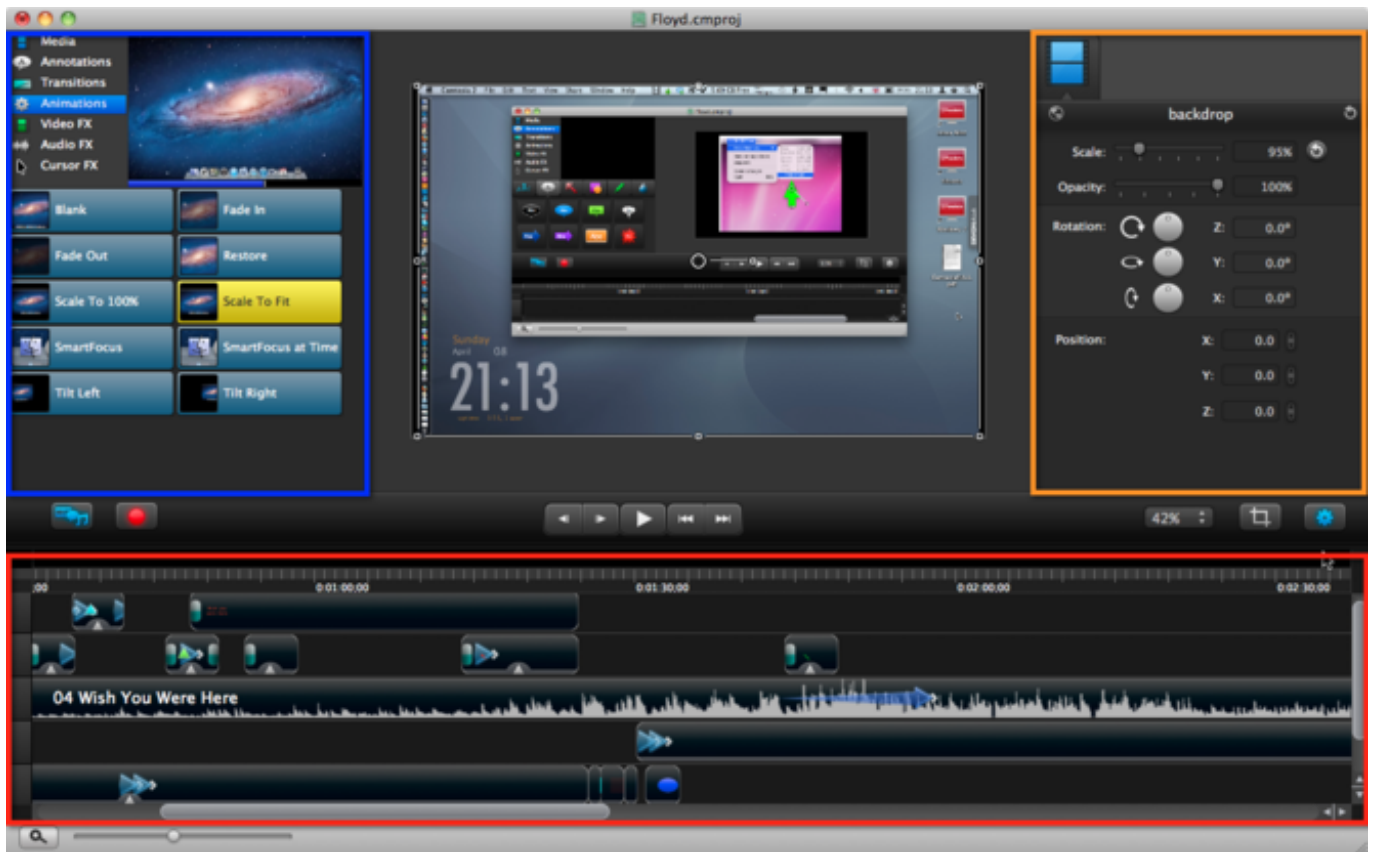 Floyd.cmproj
Media
Annotations
Transitions
Animations
Video FX
Audio FX
Cursor FX
Blank
Fade In
Fade Out
Restore
Scale To 100%
Scale To Fit
SmartFocus
SmartFocus at Time
Tilt Left
Tilt Right
Sunday
April 08
21:13
backdrop
Scale: 95%
Opacity: 100%
Rotation: Z: 0.0°
Y: 0.0°
X: 0.0°
Position: X: 0.0
Y: 0.0
Z: 0.0
42%
:00 0:01:00;00 0:01:30;00 0:02:00;00 0:02:30;00
04 Wish You Were Here